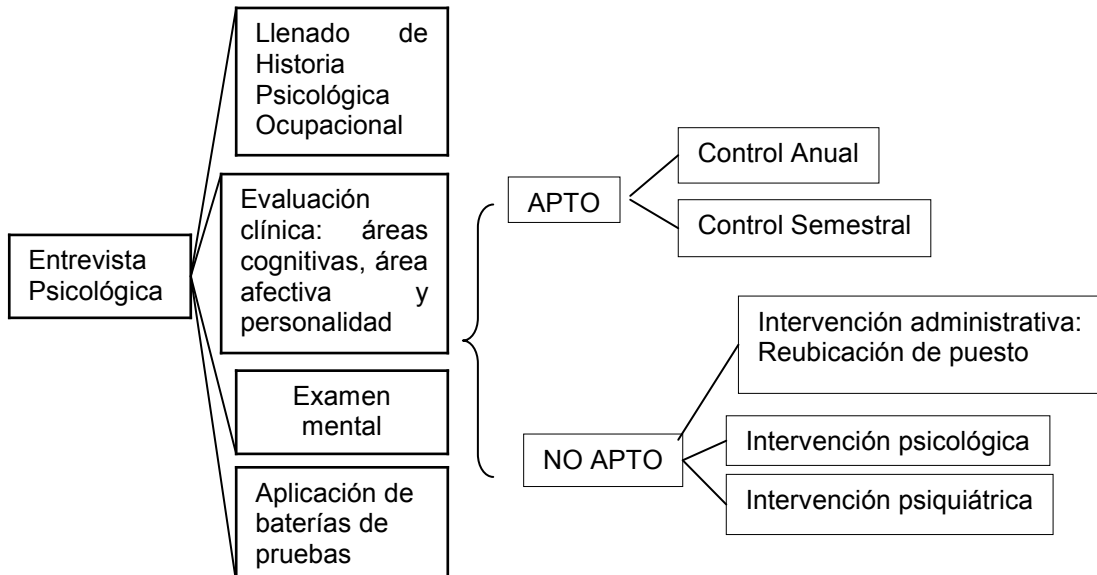 Entrevista
Psicológica
Llenado de
Historia
Psicológica
Ocupacional
Evaluación
clínica: áreas
cognitivas, área
afectiva y
personalidad
Examen
mental
Aplicación de
baterías de
pruebas
APTO
Control Anual
Control Semestral
NO APTO
Intervención administrativa:
Reubicación de puesto
Intervención psicológica
Intervención psiquiátrica